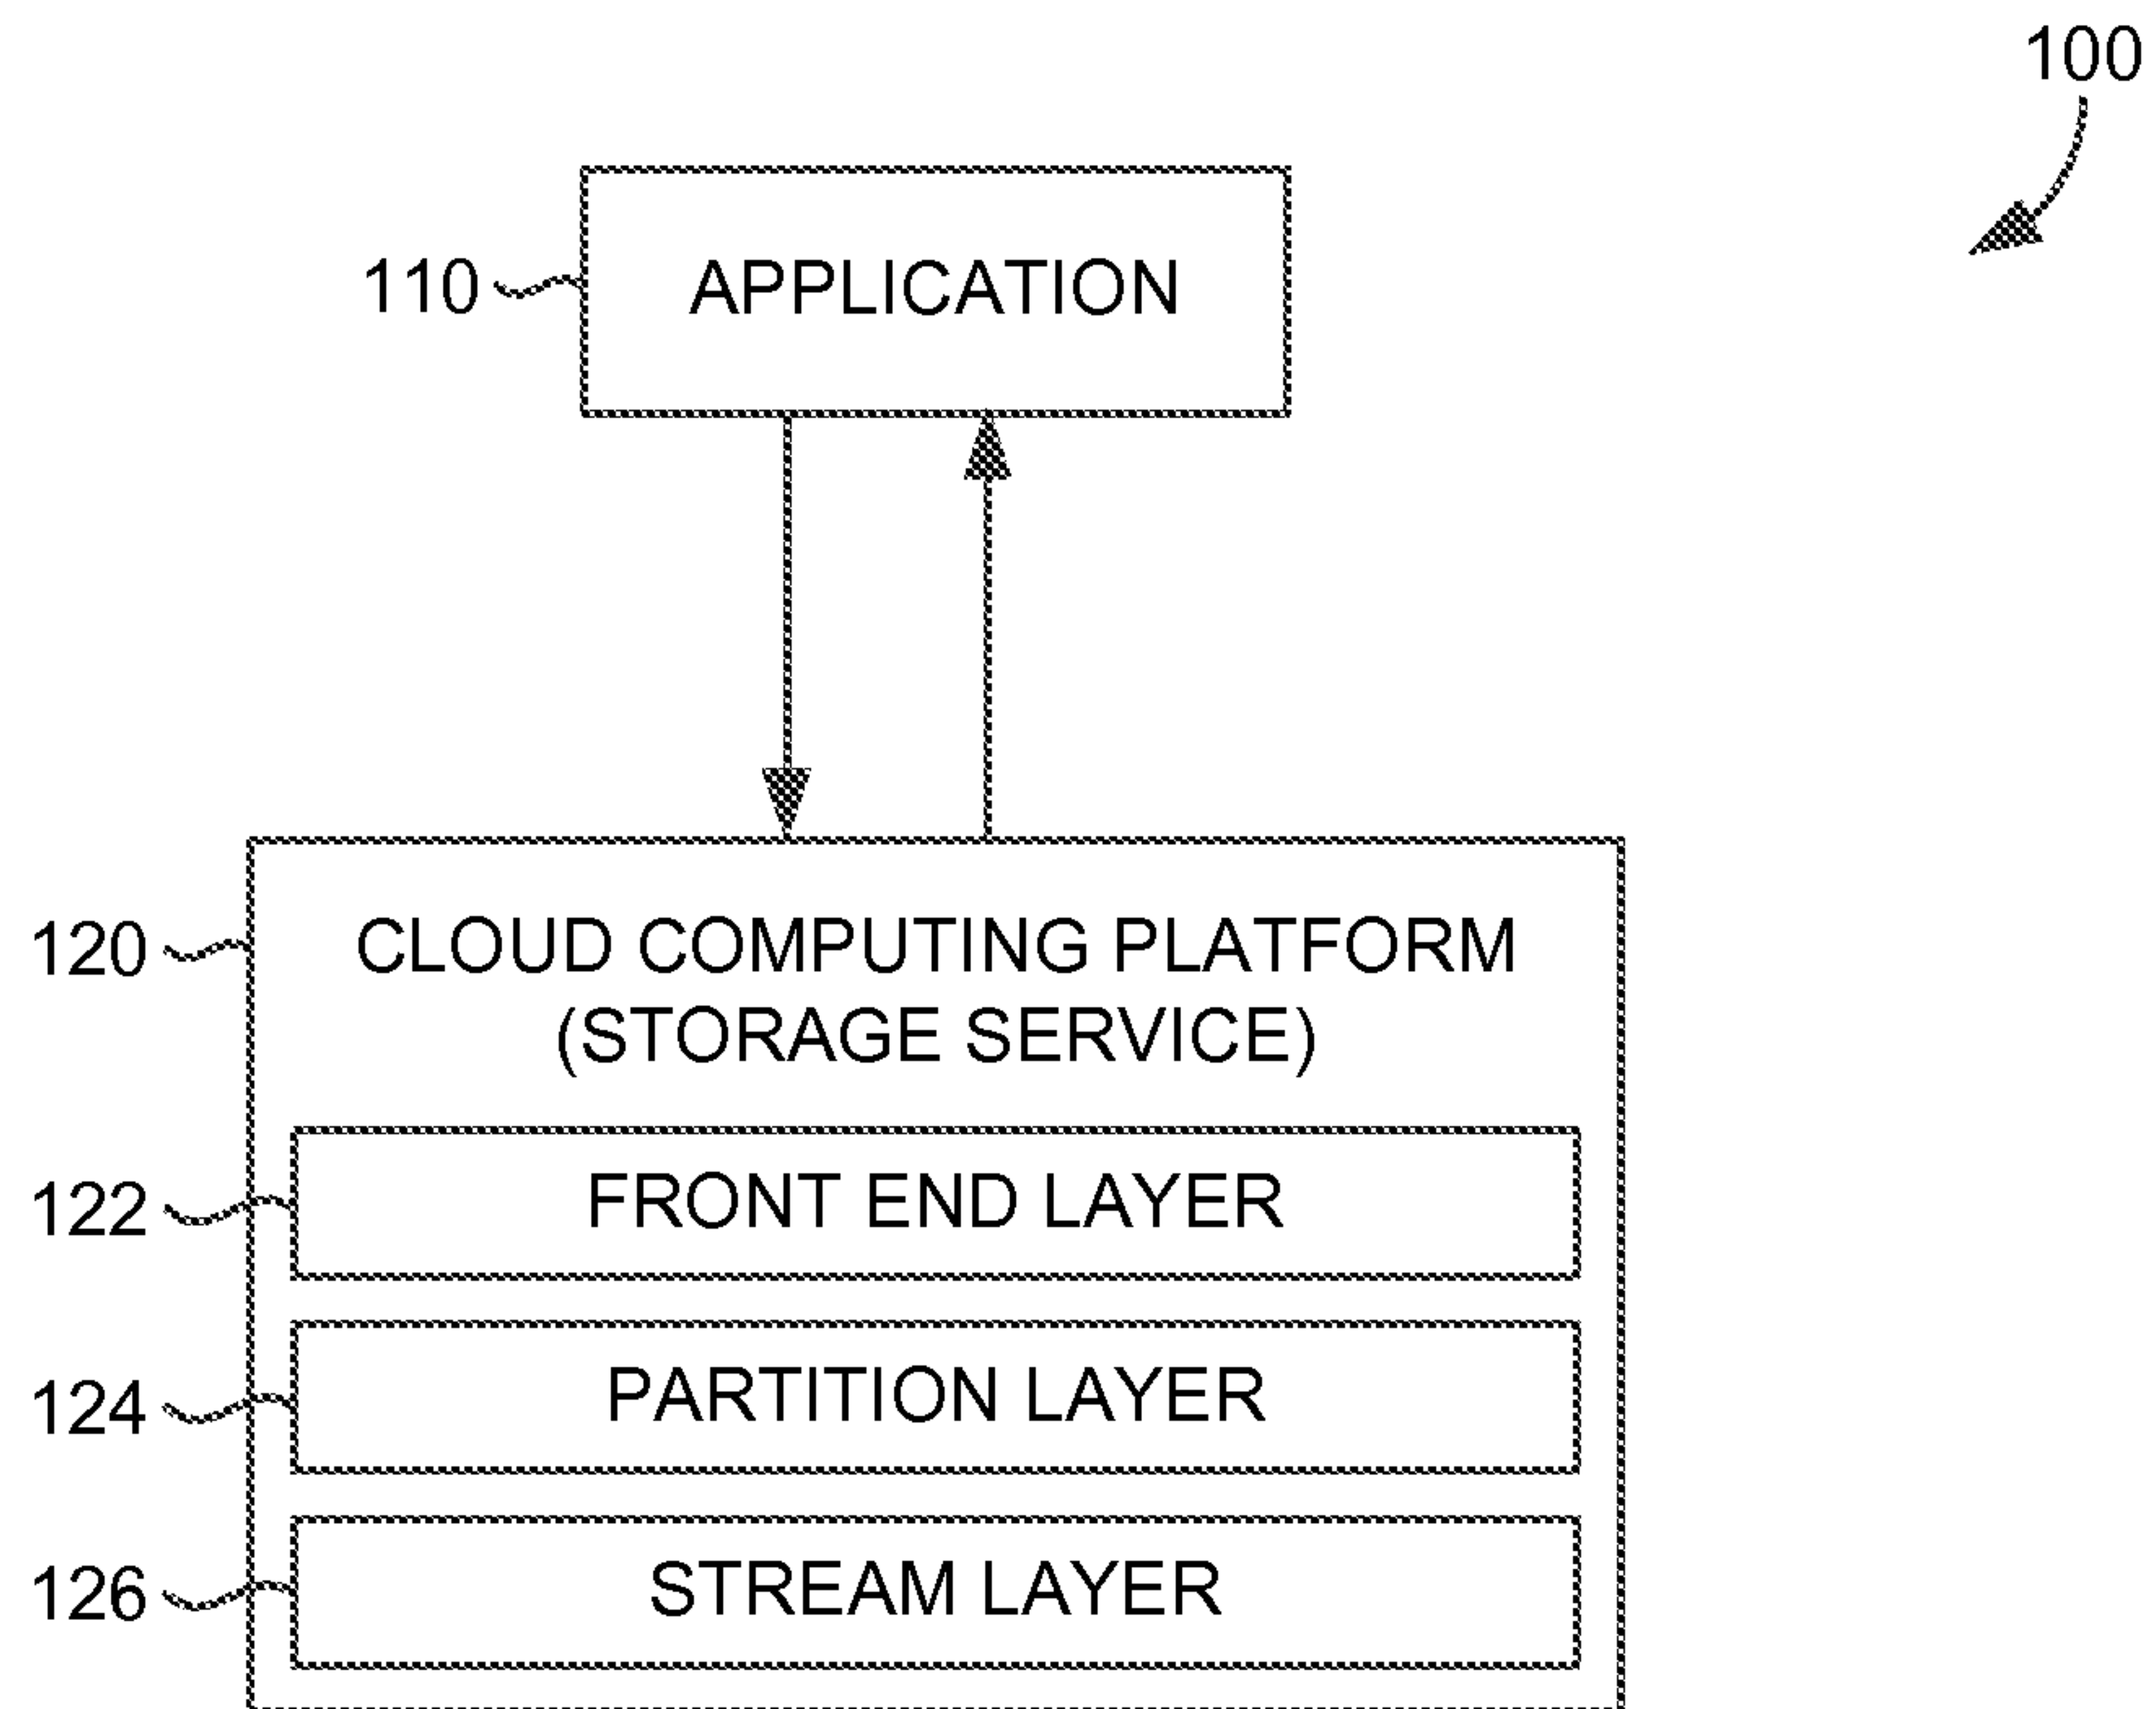 100
110 APPLICATION
120 CLOUD COMPUTING PLATFORM
(STORAGE SERVICE)
122 FRONT END LAYER
124 PARTITION LAYER
126 STREAM LAYER